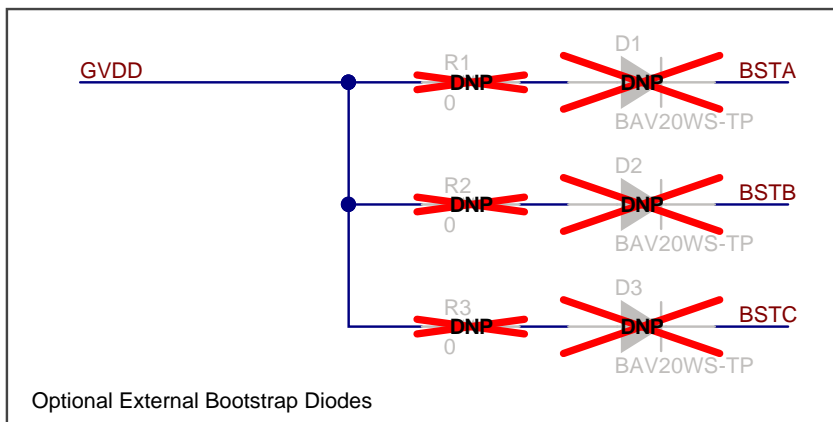 GVDD
R1
DNP
0
D1
DNP
BAV20WS-TP
BSTA
R2
DNP
0
D2
DNP
BAV20WS-TP
BSTB
R3
DNP
0
D3
DNP
BAV20WS-TP
BSTC
Optional External Bootstrap Diodes